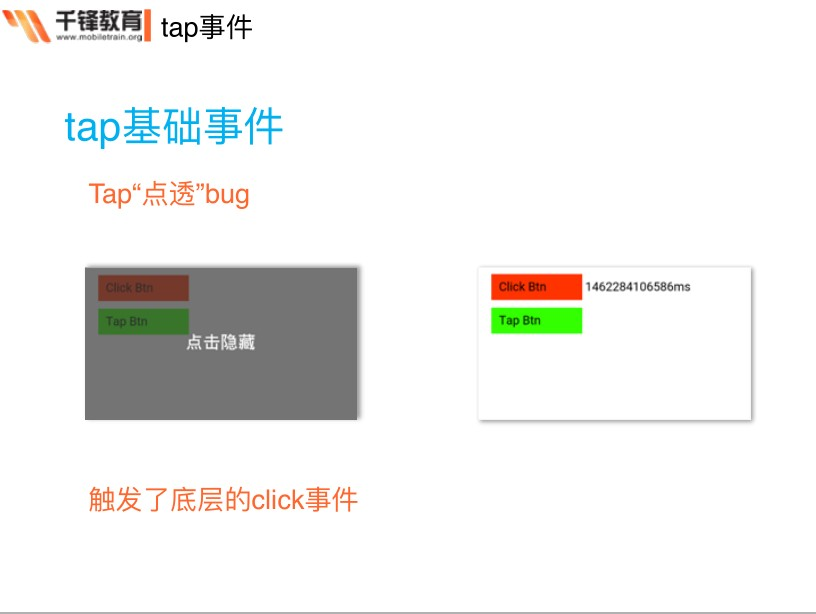 千锋教育
www.mobiletrain.org
tap事件
tap基础事件
Tap“点透”bug
Click Btn
Tap Btn
点击隐藏
Click Btn 1462284106586ms
Tap Btn
触发了底层的click事件